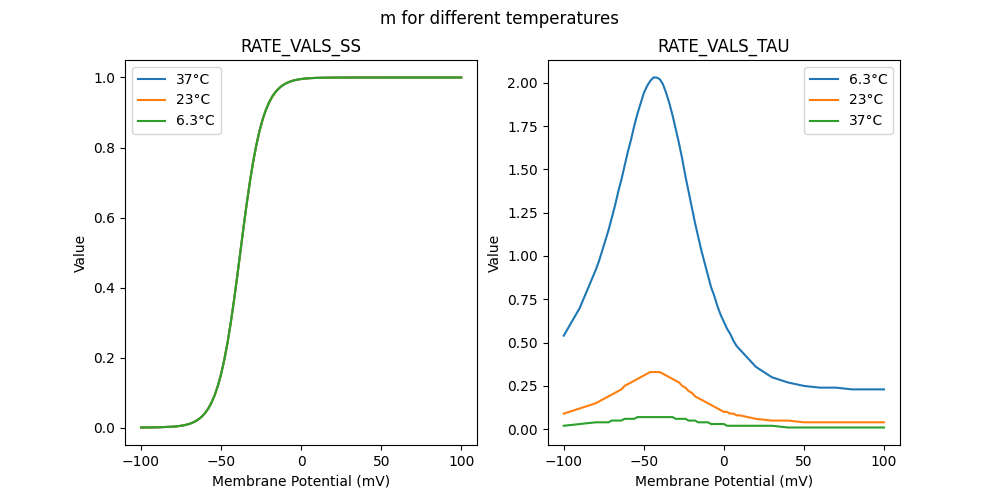 m for different temperatures
RATE_VALS_SS
RATE_VALS_TAU
37°C
23°C
6.3°C
6.3°C
23°C
37°C
1.0
0.8
0.6
0.4
0.2
0.0
Value
−100
−50
0
50
100
Membrane Potential (mV)
2.00
1.75
1.50
1.25
1.00
0.75
0.50
0.25
0.00
Value
−100
−50
0
50
100
Membrane Potential (mV)